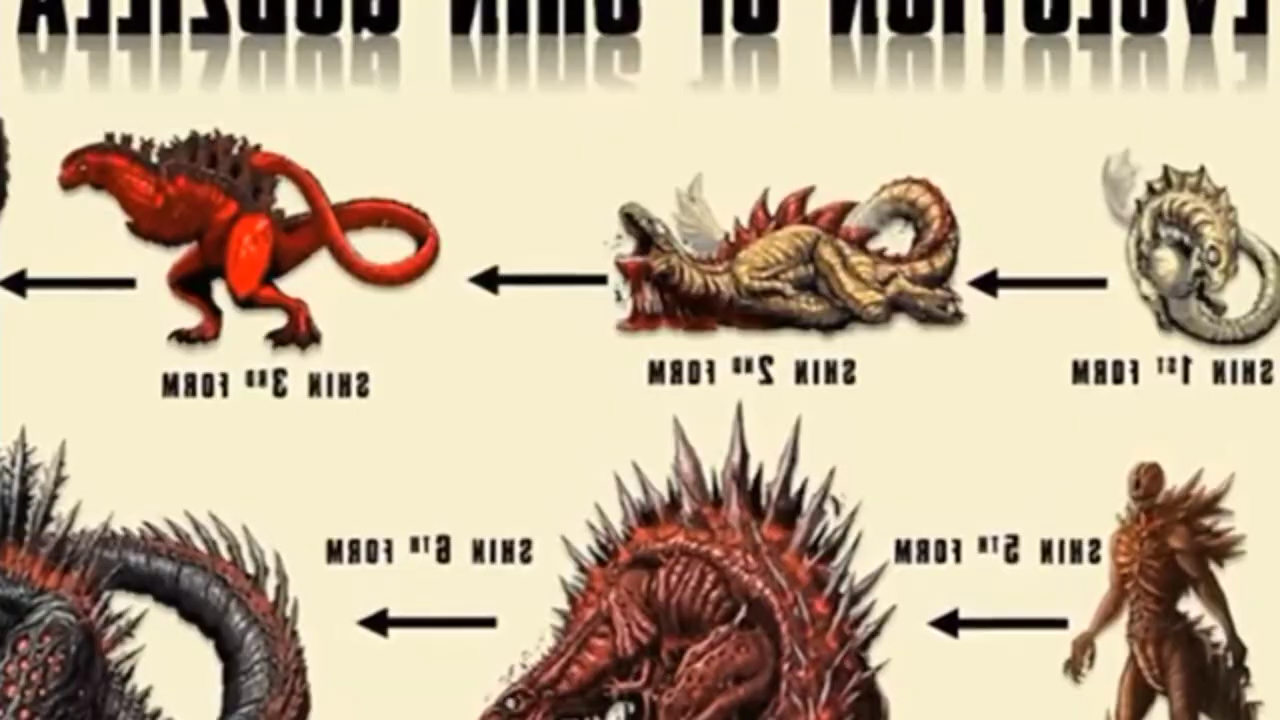 EVOLUTION OF SHIN GODZILLA
SHIN 1ST FORM
SHIN 2ND FORM
SHIN 3RD FORM
SHIN 5TH FORM
SHIN 6TH FORM